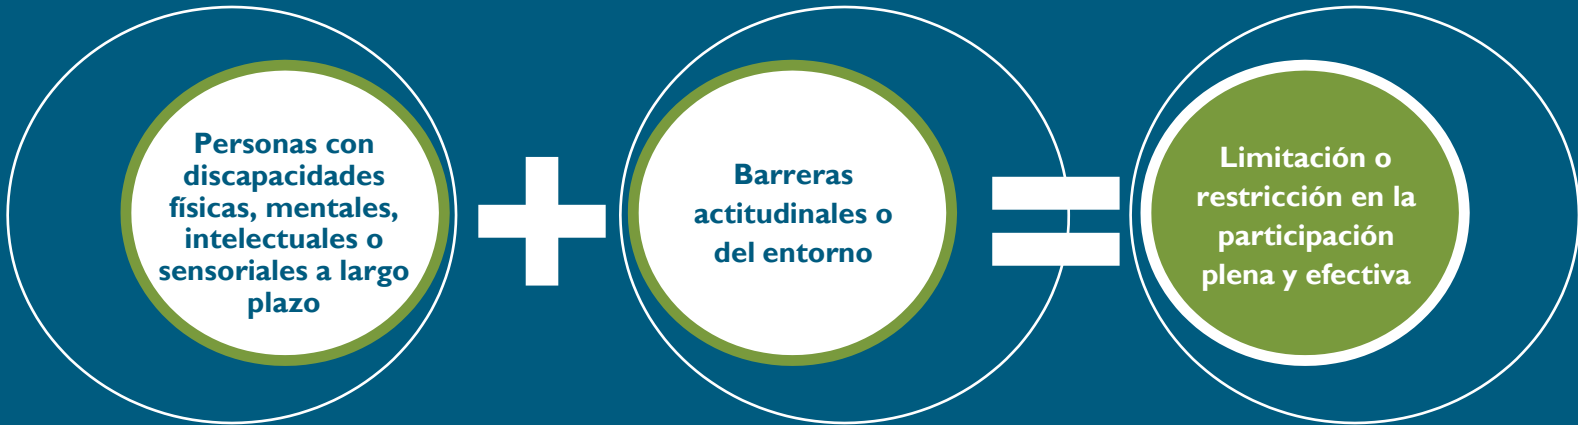 Personas con
discapacidades
físicas, mentales,
intelectuales o
sensoriales a largo
plazo
+
Barreras
actitudinales o
del entorno
=
Limitación o
restricción en la
participación
plena y efectiva